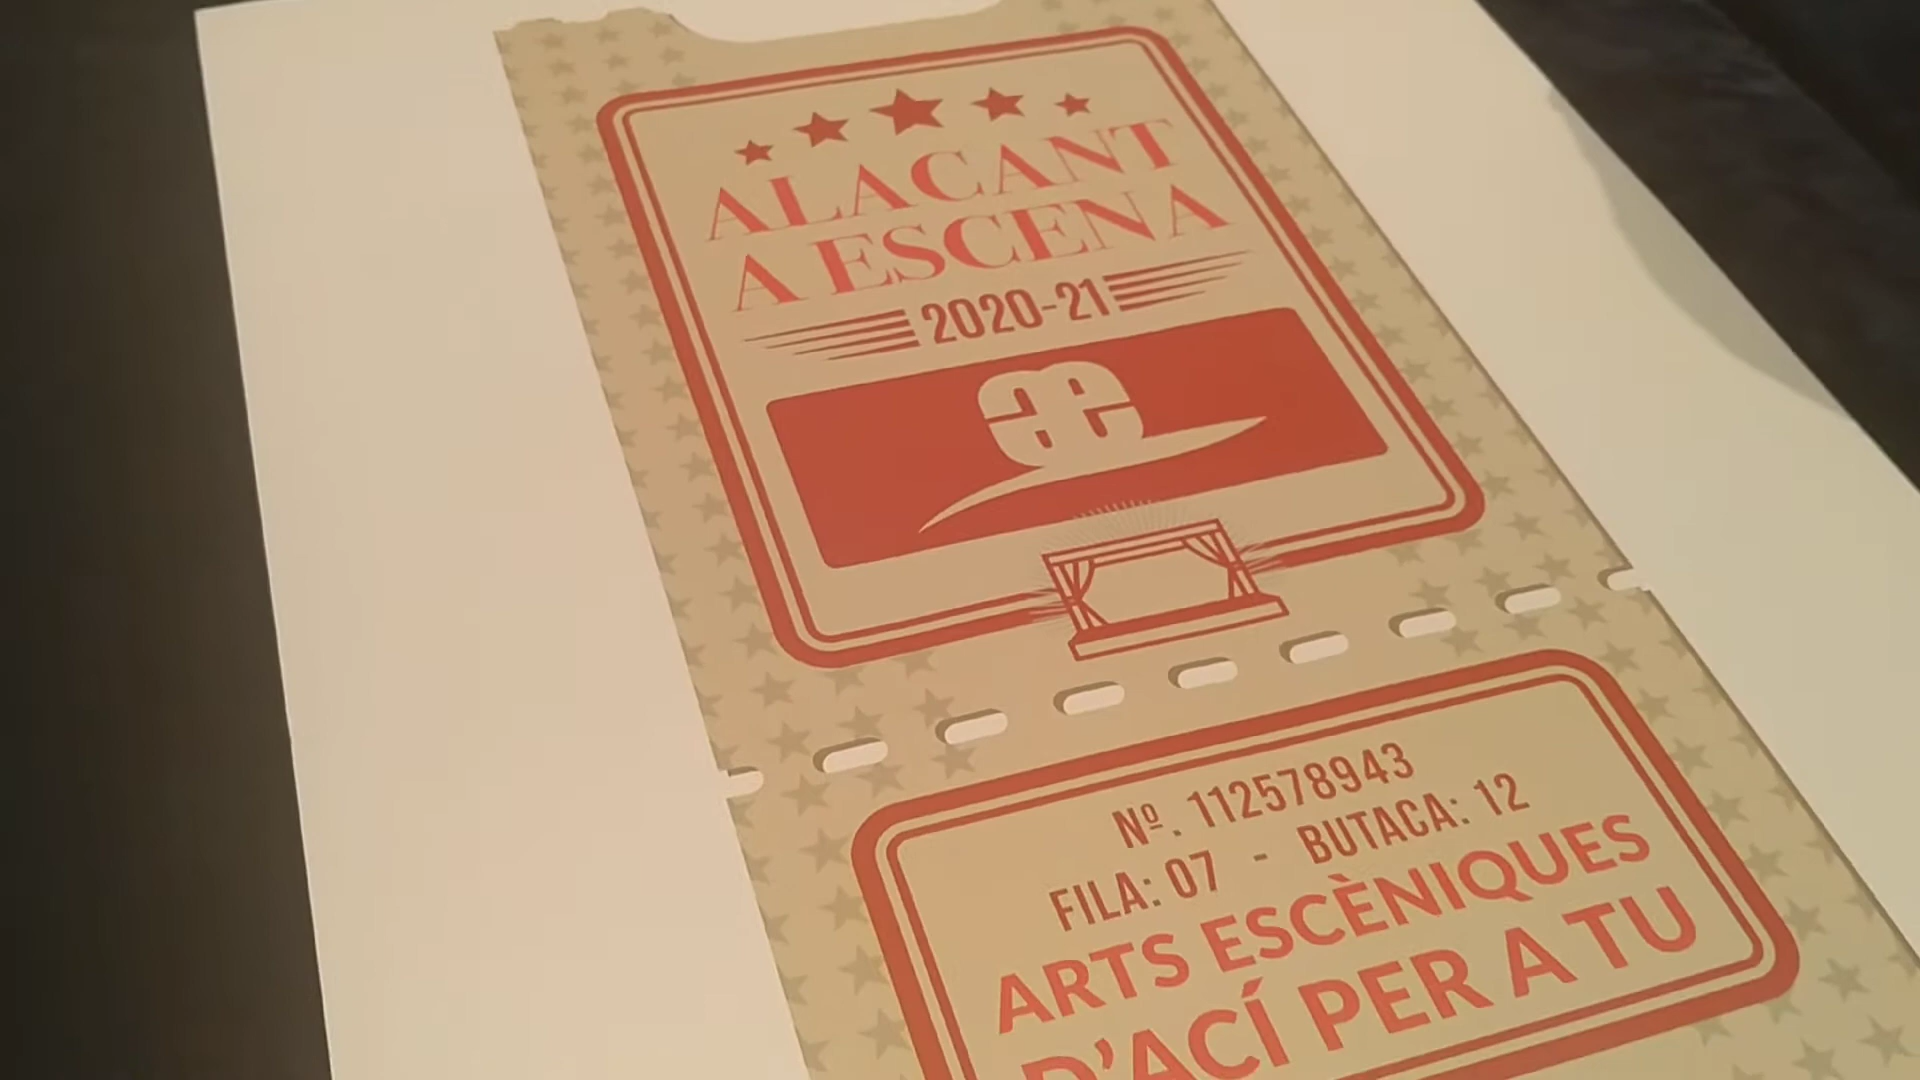 ALACANT
A ESCENA
2020-21
æ
Nº. 112578943
FILA: 07 - BUTACA: 12
ARTS ESCÈNIQUES
D'ACÍ PER A TU